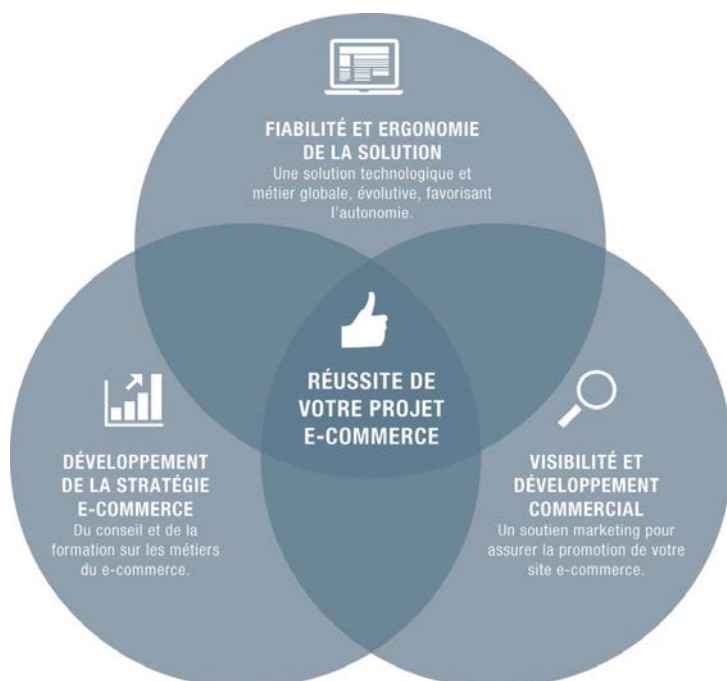 FIABILITÉ ET ERGONOMIE
DE LA SOLUTION
Une solution technologique et
métier globale, évolutive, favorisant
l'autonomie.
RÉUSSITE DE
VOTRE PROJET
E-COMMERCE
DÉVELOPPEMENT
DE LA STRATÉGIE
E-COMMERCE
Du conseil et de la
formation sur les métiers
du e-commerce.
VISIBILITÉ ET
DÉVELOPPEMENT
COMMERCIAL
Un soutien marketing pour
assurer la promotion de votre
site e-commerce.